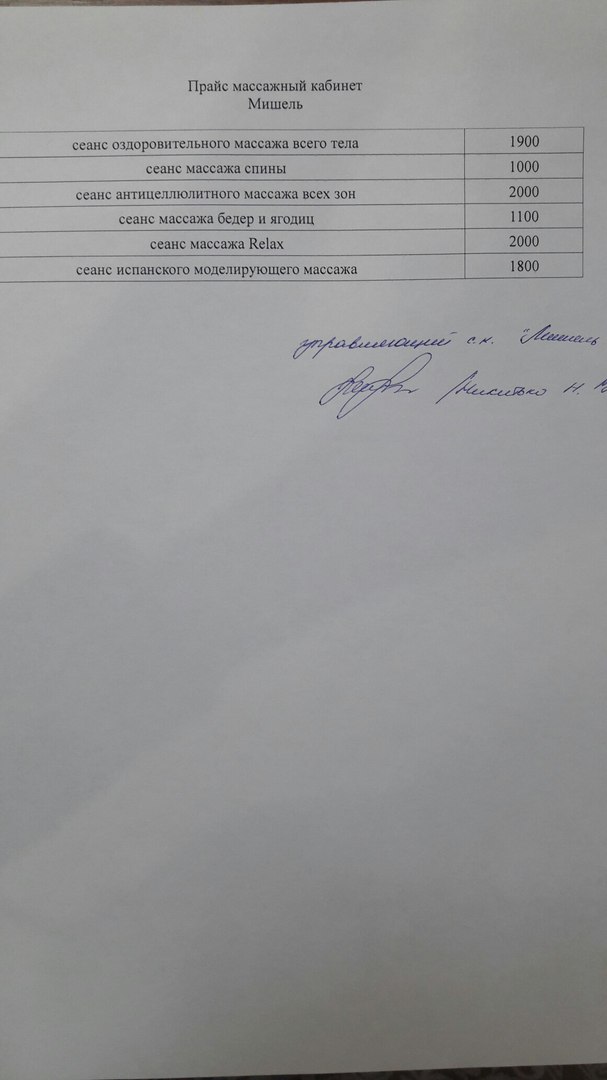 Прайс массажный кабинет
Мишель
сеанс оздоровительного массажа всего тела 1900
сеанс массажа спины 1000
сеанс антицеллюлитного массажа всех зон 2000
сеанс массажа бедер и ягодиц 1100
сеанс массажа Relax 2000
сеанс испанского моделирующего массажа 1800
управляющий с.к. "Мишель
/Никитько Н.